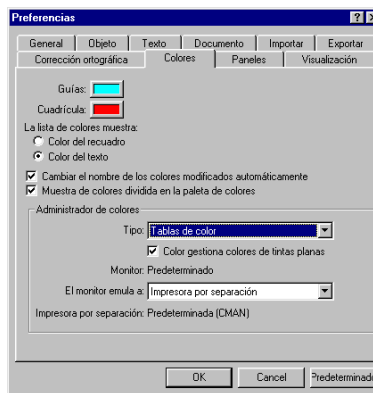 Preferencias
General Objeto Texto Documento Importar Exportar
Corrección ortográfica Colores Paneles Visualización
Guías:
Cuadrícula:
La lista de colores muestra:
Color del recuadro
Color del texto
Cambiar el nombre de los colores modificados automáticamente
Muestra de colores dividida en la paleta de colores
Administrador de colores
Tipo: Tablas de color
Color gestiona colores de tintas planas
Monitor: Predeterminado
El monitor emula a: Impresora por separación
Impresora por separación: Predeterminada (CMAN)
OK Cancel Predeterminado